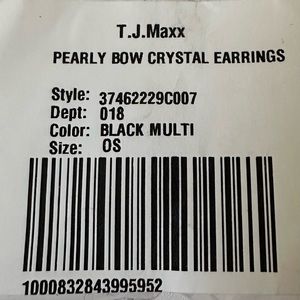 T.J.Maxx
PEARLY BOW CRYSTAL EARRINGS
Style: 37462229C007
Dept: 018
Color: BLACK MULTI
Size: OS
1000832843995952